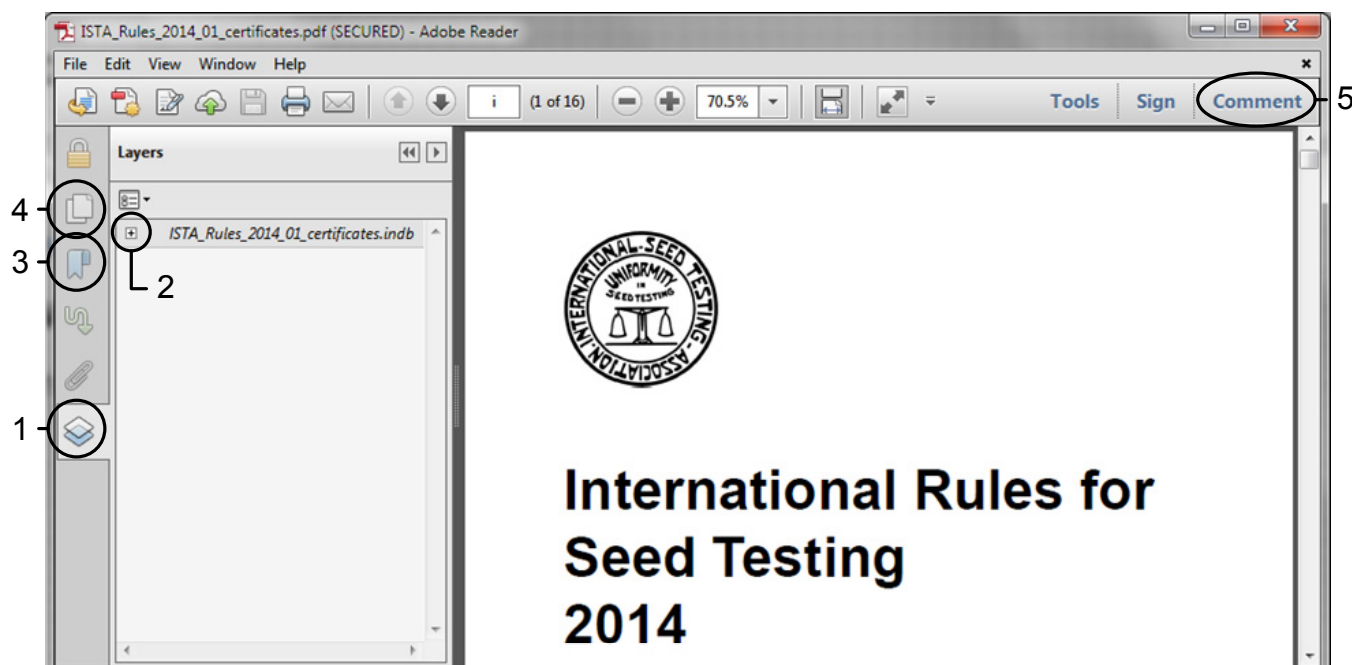 ISTA_Rules_2014_01_certificates.pdf (SECURED) - Adobe Reader
File Edit View Window Help
i (1 of 16) 70.5% Tools Sign Comment 5
Layers
4
ISTA_Rules_2014_01_certificates.indb
3
2
1
INTERNATIONAL SEED TESTING ASSOCIATION
UNIFORMITY
IN
SEED TESTING
International Rules for
Seed Testing
2014